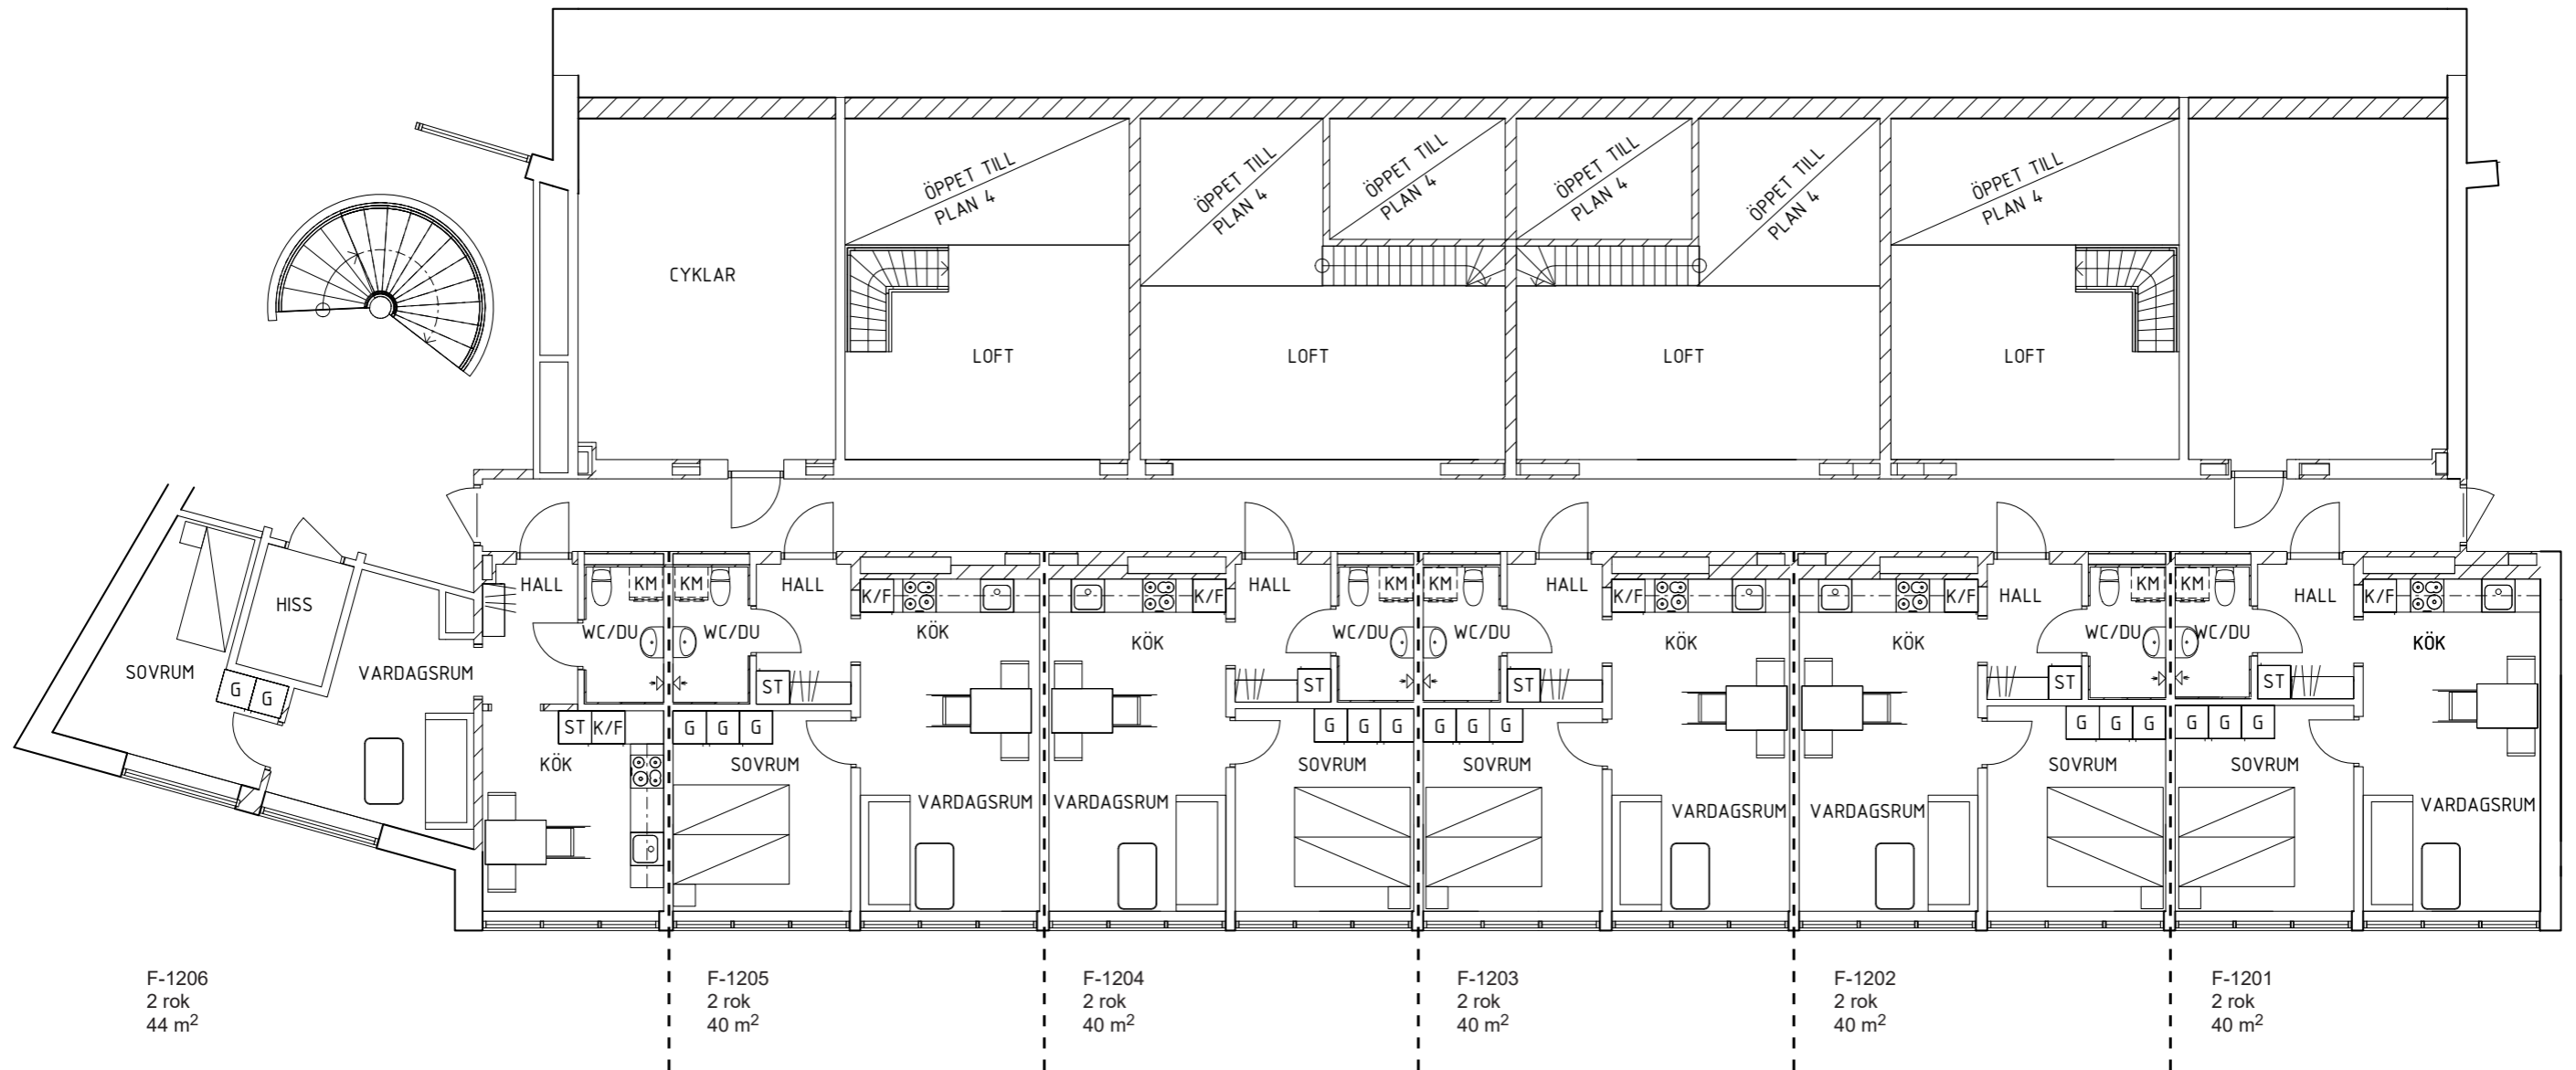 ÖPPET TILL
PLAN 4
ÖPPET TILL
PLAN 4
ÖPPET TILL
PLAN 4
ÖPPET TILL
PLAN 4
ÖPPET TILL
PLAN 4
ÖPPET TILL
PLAN 4
CYKLAR
LOFT
LOFT
LOFT
LOFT
HISS
SOVRUM
G
G
VARDAGSRUM
HALL
KM
WC/DU
ST
K/F
KÖK
KM
HALL
WC/DU
ST
K/F
KÖK
G
G
G
SOVRUM
VARDAGSRUM
K/F
KÖK
HALL
KM
WC/DU
ST
G
G
G
SOVRUM
VARDAGSRUM
KM
HALL
WC/DU
ST
K/F
KÖK
G
G
G
SOVRUM
VARDAGSRUM
K/F
KÖK
HALL
KM
WC/DU
ST
G
G
G
SOVRUM
VARDAGSRUM
KM
HALL
WC/DU
ST
K/F
KÖK
G
G
G
SOVRUM
VARDAGSRUM
F-1206
2 rok
44 m²
F-1205
2 rok
40 m²
F-1204
2 rok
40 m²
F-1203
2 rok
40 m²
F-1202
2 rok
40 m²
F-1201
2 rok
40 m²